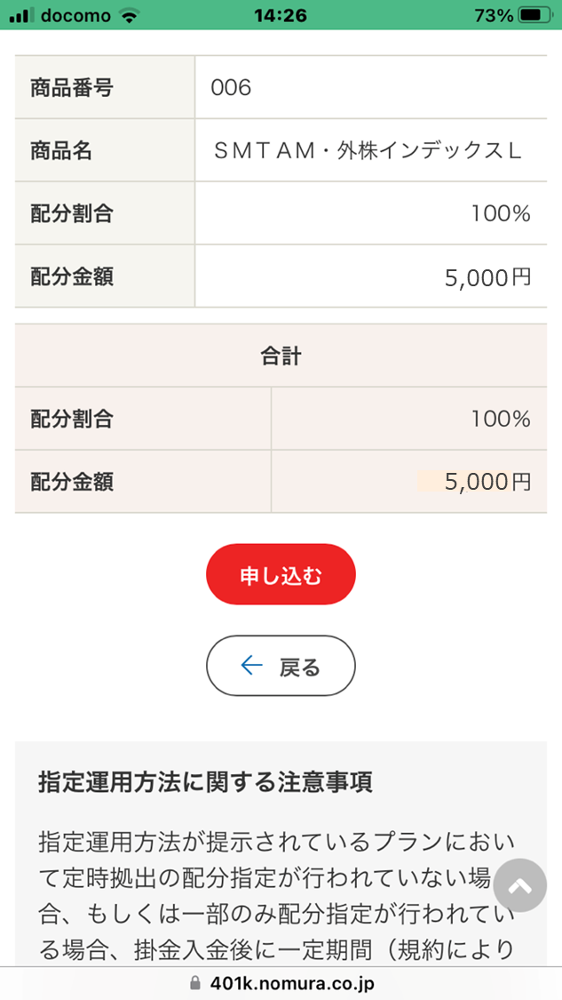 docomo 14:26 73%
商品番号 006
商品名 ＳＭＴＡＭ・外株インデックスＬ
配分割合 100%
配分金額 5,000円
合計
配分割合 100%
配分金額 5,000円
申し込む
← 戻る
指定運用方法に関する注意事項
指定運用方法が提示されているプランにおい
て定時拠出の配分指定が行われていない場
合、もしくは一部のみ配分指定が行われてい
る場合、掛金入金後に一定期間（規約により
401k.nomura.co.jp